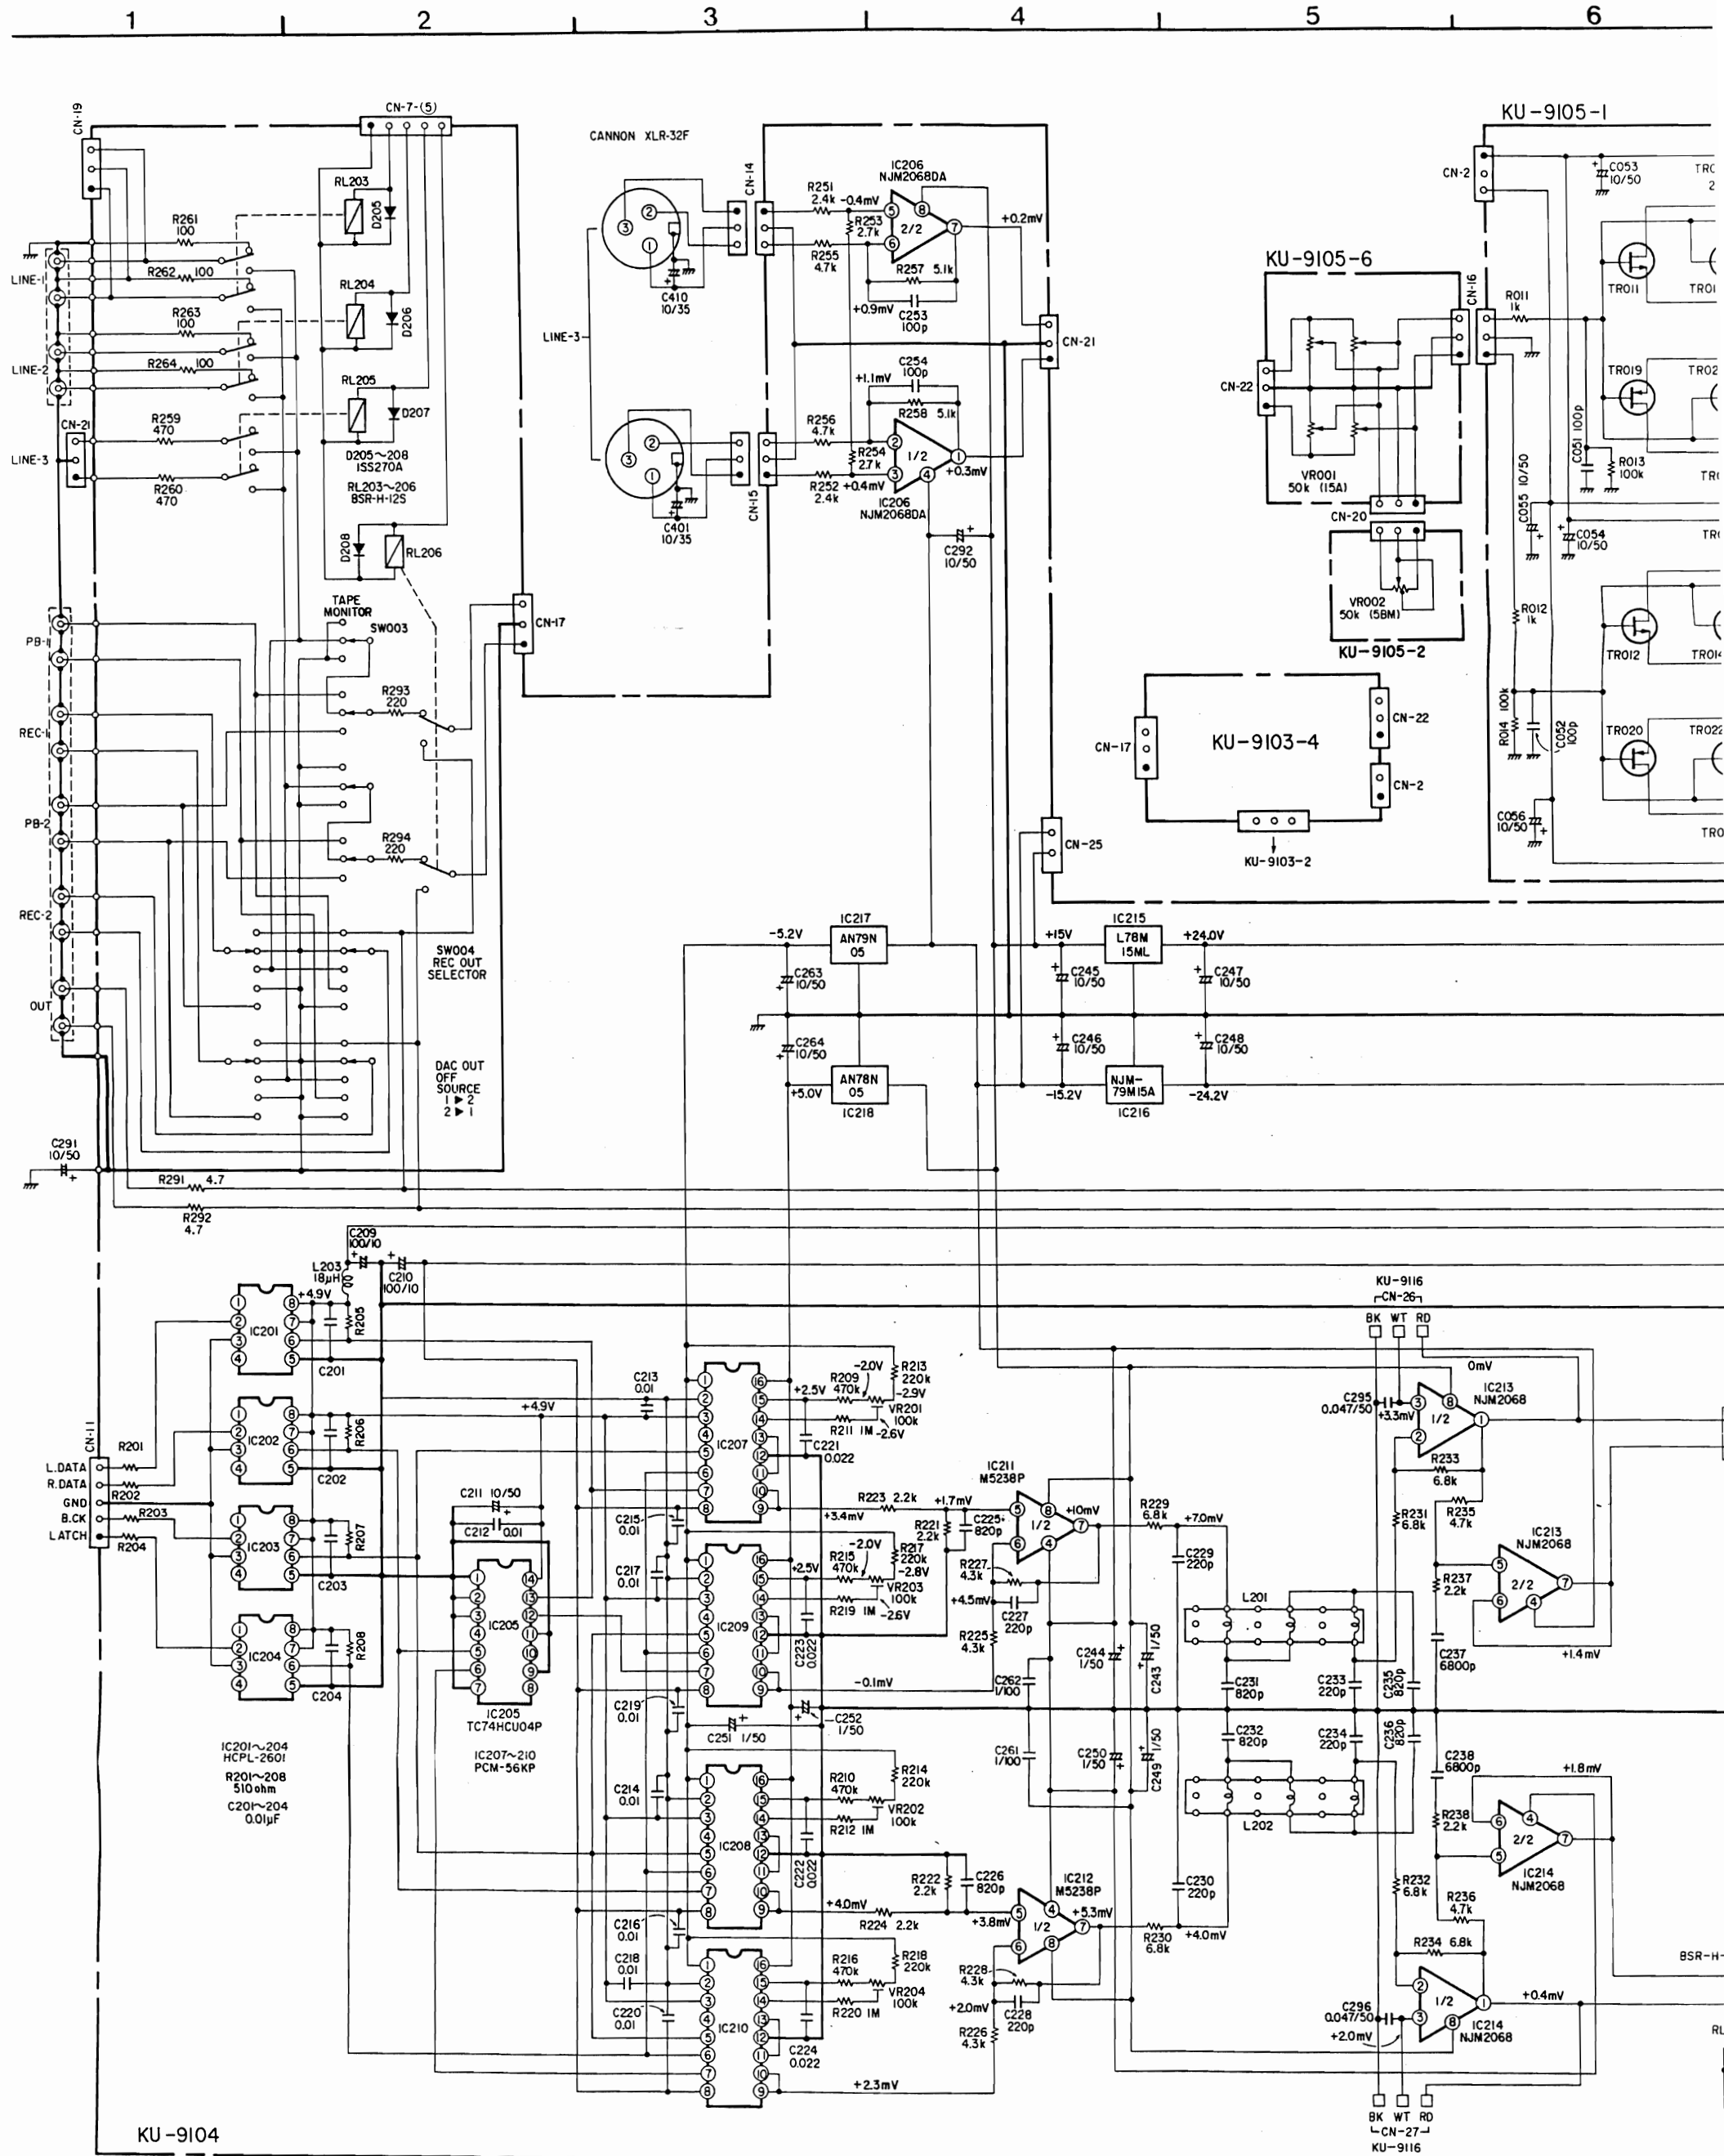 1 2 3 4 5 6
KU-9105-1
CN-19
CN-7-(5)
CANNON XLR-32F
CN-14
IC206
NJM2068DA
CN-2
C053
10/50
RL203
D205
R251
2.4k
-0.4mV
R253
2.7k
5 8 7 6
2/2
+0.2mV
R261
100
R255
4.7k
R257 5.1k
+0.9mV
C253
100p
C410
10/35
LINE-1
R262 100
RL204
D206
R263
100
LINE-3
CN-21
KU-9105-6
CN-16
R011
1k
TR011
LINE-2
R264 100
RL205
D207
C254
100p
+1.1mV
R258 5.1k
CN-22
TR019
CN-21
R259
470
LINE-3
R260
470
D205~208
1SS270A
RL203~206
BSR-H-12S
R256
4.7k
R254
2.7k
R252
2.4k
+0.4mV
1/2
+0.3mV
IC206
NJM2068DA
CN-15
C401
10/35
VR001
50k (15A)
CN-20
C051 100p
R013
100k
C055 10/50
C054
10/50
D208
RL206
C292
10/50
VR002
50k (5BM)
KU-9105-2
R012
1k
TR012
TAPE
MONITOR
SW003
CN-17
PB-1
R293
220
REC-1
CN-17
KU-9103-4
CN-22
CN-2
R014 100k
C052
100p
TR020
TR022
PB-2
R294
220
CN-25
KU-9103-2
C056
10/50
REC-2
SW004
REC OUT
SELECTOR
-5.2V
IC217
AN79N
05
+15V
IC215
L78M
15ML
+24.0V
C263
10/50
C245
10/50
C247
10/50
OUT
C264
10/50
C246
10/50
C248
10/50
DAC OUT
OFF
SOURCE
1 ▶ 2
2 ▶ 1
+5.0V
AN78N
05
IC218
-15.2V
NJM-
79M15A
IC216
-24.2V
C291
10/50
R291 4.7
R292
4.7
C209
100/10
C210
100/10
L203
18μH
+4.9V
KU-9116
CN-26
BK WT RD
IC201
R205
C201
0mV
C213
0.01
+4.9V
+2.5V
R209
470k
-2.0V
R213
220k
-2.9V
VR201
100k
R211 1M -2.6V
C295
0.047/50
+3.3mV
IC213
NJM2068
1/2
IC202
R206
C202
IC207
C221
0.022
CN-11
R201
L.DATA
R.DATA
GND
B.CK
LATCH
R202
R203
R204
IC211
M5238P
R233
6.8k
C211 10/50
C212 0.01
C215
0.01
R223 2.2k
+3.4mV
+1.7mV
R221
2.2k
C225
820p
1/2
+10mV
R229
6.8k
+7.0mV
R231
6.8k
R235
4.7k
IC213
NJM2068
IC203
R207
C203
C217
0.01
+2.5V
R215
470k
-2.0V
R217
220k
-2.8V
VR203
100k
R219 1M -2.6V
R227
4.3k
+4.5mV
C227
220p
C229
220p
R237
2.2k
2/2
IC204
R208
C204
IC205
IC209
C223
0.022
R225
4.3k
C244
1/50
C243 1/50
L201
C237
6800p
+1.4mV
-0.1mV
C262
1/100
C231
820p
C233
220p
C235
820p
IC205
TC74HCU04P
C219
0.01
C251 1/50
C252
1/50
C232
820p
C234
220p
C236
820p
IC201~204
HCPL-2601
R201~208
510 ohm
C201~204
0.01μF
IC207~210
PCM-56KP
C261
1/100
C250
1/50
C249 1/50
C238
6800p
+1.8mV
C214
0.01
R210
470k
R214
220k
VR202
100k
R212 1M
L202
R238
2.2k
2/2
IC208
C222
0.022
R222
2.2k
C226
820p
IC212
M5238P
C230
220p
R232
6.8k
IC214
NJM2068
+4.0mV
R224 2.2k
+3.8mV
1/2
+5.3mV
R230
6.8k
+4.0mV
R236
4.7k
R234 6.8k
BSR-H-
C216
0.01
C218
0.01
R216
470k
R218
220k
VR204
100k
R220 1M
R228
4.3k
+2.0mV
C228
220p
C220
0.01
IC210
C224
0.022
R226
4.3k
C296
0.047/50
+2.0mV
1/2
+0.4mV
IC214
NJM2068
+2.3mV
BK WT RD
CN-27
KU-9116
KU-9104